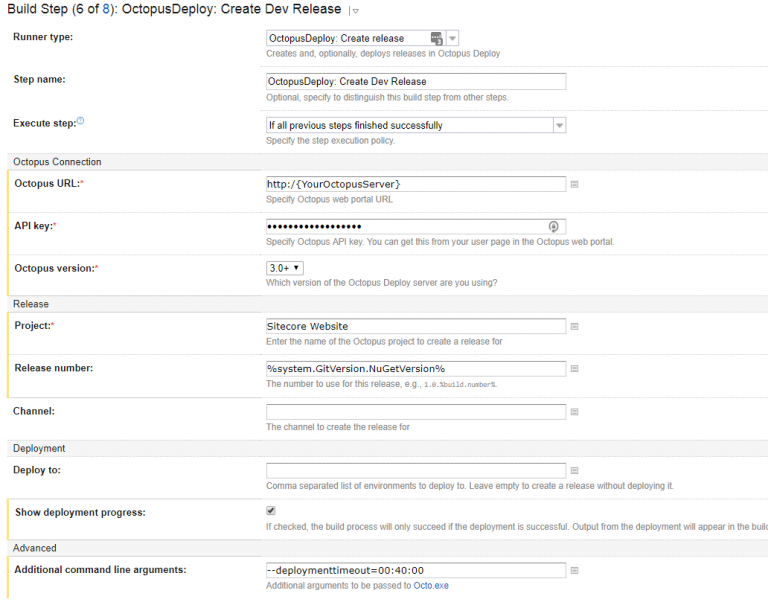 Build Step (6 of 8): OctopusDeploy: Create Dev Release
Runner type:
OctopusDeploy: Create release
Creates and, optionally, deploys releases in Octopus Deploy
Step name:
OctopusDeploy: Create Dev Release
Optional, specify to distinguish this build step from other steps.
Execute step:
If all previous steps finished successfully
Specify the step execution policy.
Octopus Connection
Octopus URL:*
http:/{YourOctopusServer}
Specify Octopus web portal URL
API key:*
••••••••••••••••••
Specify Octopus API key. You can get this from your user page in the Octopus web portal.
Octopus version:*
3.0+
Which version of the Octopus Deploy server are you using?
Release
Project:*
Sitecore Website
Enter the name of the Octopus project to create a release for
Release number:
%system.GitVersion.NuGetVersion%
The number to use for this release, e.g., 1.0.%build.number%.
Channel:
The channel to create the release for
Deployment
Deploy to:
Comma separated list of environments to deploy to. Leave empty to create a release without deploying it.
Show deployment progress:
If checked, the build process will only succeed if the deployment is successful. Output from the deployment will appear in the
Advanced
Additional command line arguments:
--deploymenttimeout=00:40:00
Additional arguments to be passed to Octo.exe